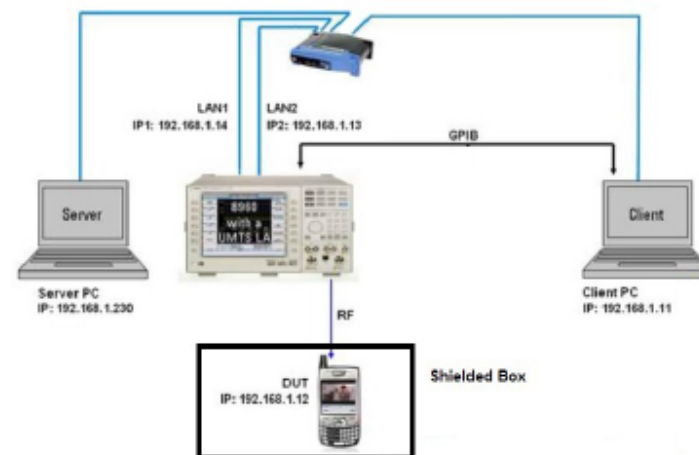 LAN1
IP1: 192.168.1.14
LAN2
IP2: 192.168.1.13
GPIB
Server
8960
with a
UMTS LA
Client
Server PC
IP: 192.168.1.230
Client PC
IP: 192.168.1.11
RF
DUT
IP: 192.168.1.12
Shielded Box